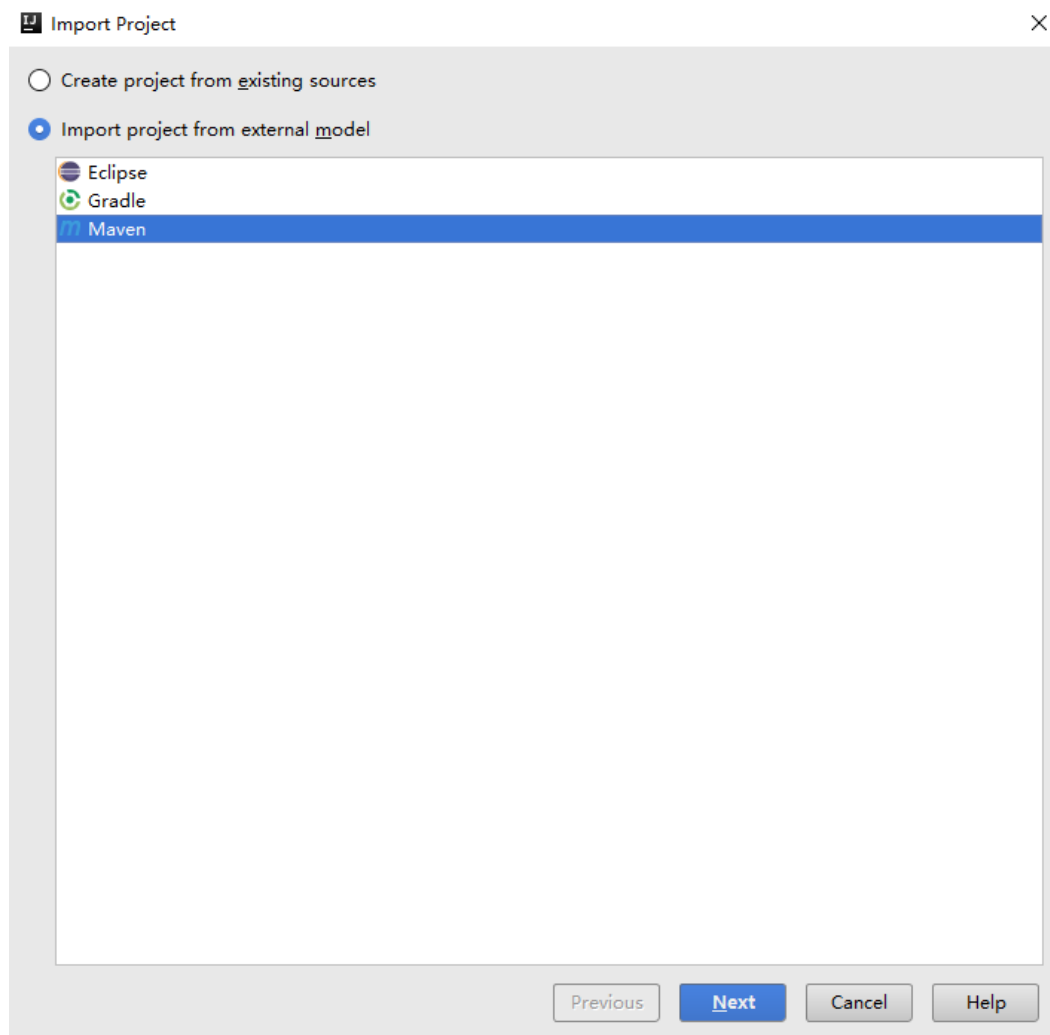 IJ Import Project
Create project from existing sources
Import project from external model
Eclipse
Gradle
m Maven
Previous Next Cancel Help